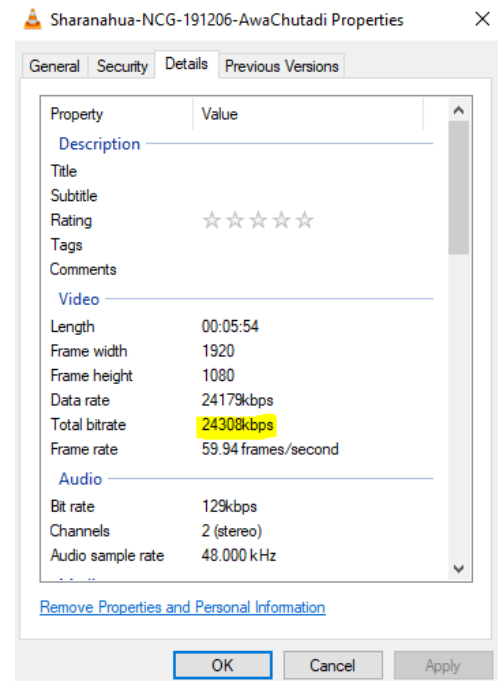 Sharanahua-NCG-191206-AwaChutadi Properties
General Security Details Previous Versions
Property Value
Description
Title
Subtitle
Rating
Tags
Comments
Video
Length 00:05:54
Frame width 1920
Frame height 1080
Data rate 24179kbps
Total bitrate 24308kbps
Frame rate 59.94 frames/second
Audio
Bit rate 129kbps
Channels 2 (stereo)
Audio sample rate 48.000 kHz
Remove Properties and Personal Information
OK Cancel Apply